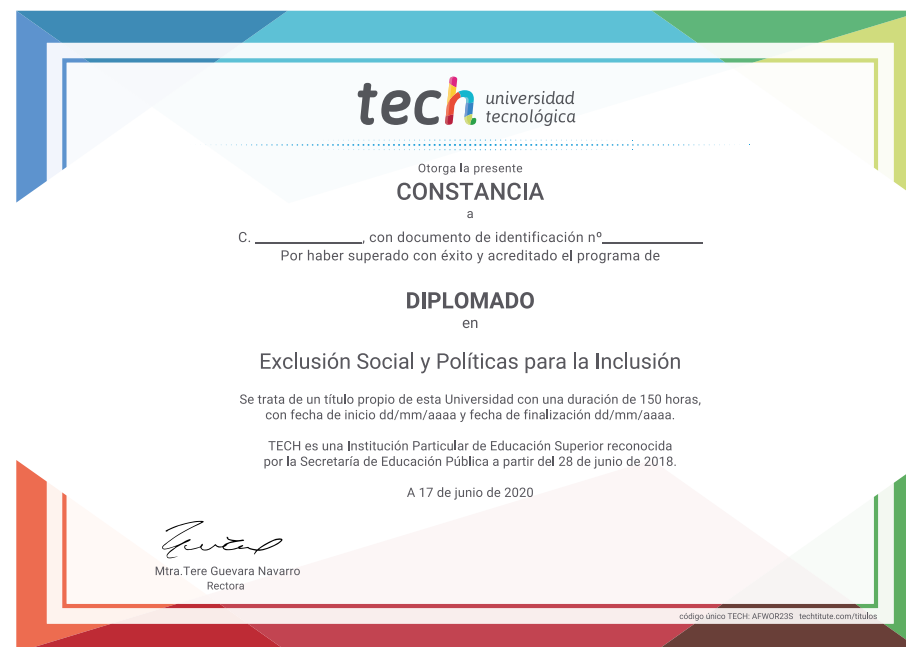 tech universidad
tecnológica
Otorga la presente
CONSTANCIA
a
C. ____________, con documento de identificación nº____________
Por haber superado con éxito y acreditado el programa de
DIPLOMADO
en
Exclusión Social y Políticas para la Inclusión
Se trata de un título propio de esta Universidad con una duración de 150 horas,
con fecha de inicio dd/mm/aaaa y fecha de finalización dd/mm/aaaa.
TECH es una Institución Particular de Educación Superior reconocida
por la Secretaría de Educación Pública a partir del 28 de junio de 2018.
A 17 de junio de 2020
Mtra.Tere Guevara Navarro
Rectora
código único TECH: AFWOR23S techtitute.com/titulos